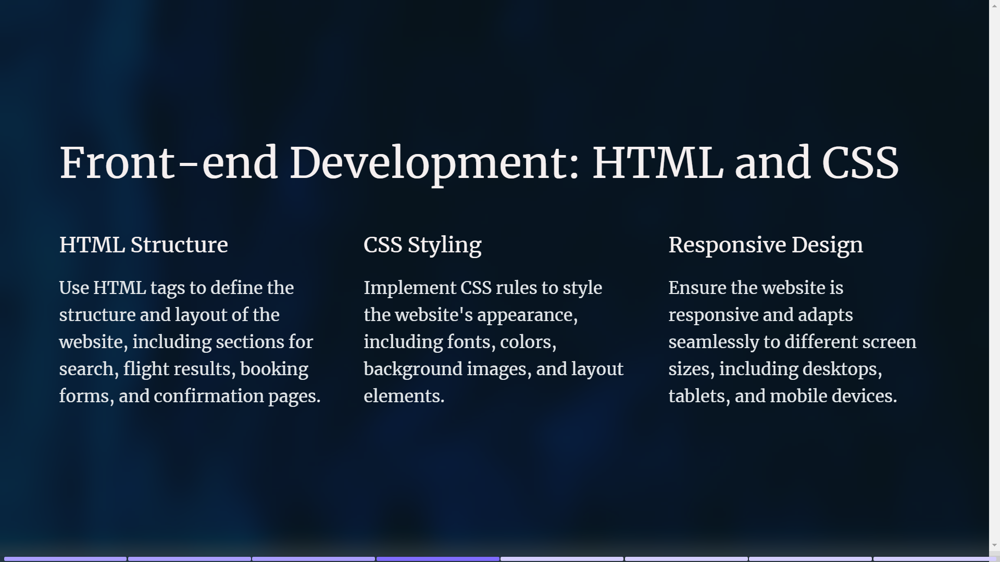 Front-end Development: HTML and CSS
HTML Structure
Use HTML tags to define the
structure and layout of the
website, including sections for
search, flight results, booking
forms, and confirmation pages.
CSS Styling
Implement CSS rules to style
the website's appearance,
including fonts, colors,
background images, and layout
elements.
Responsive Design
Ensure the website is
responsive and adapts
seamlessly to different screen
sizes, including desktops,
tablets, and mobile devices.